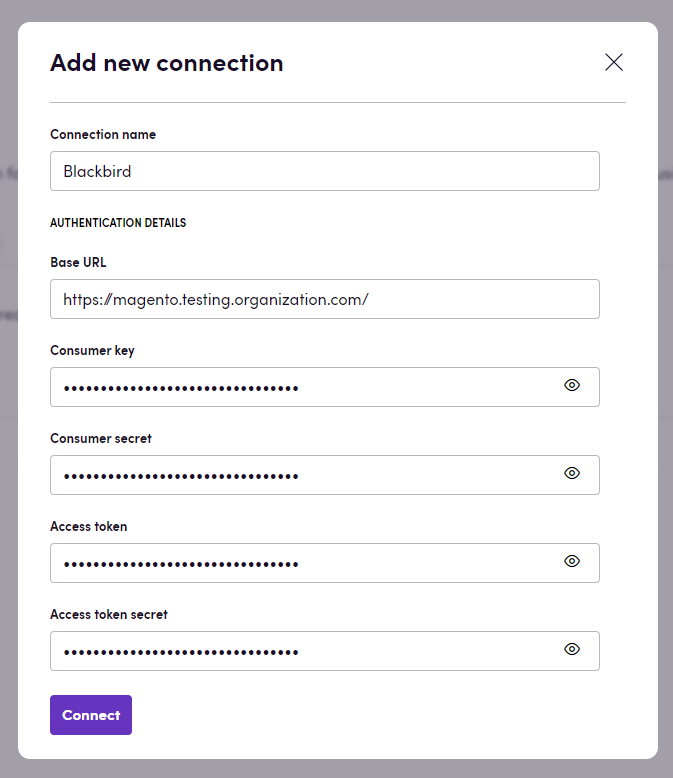 Add new connection
Connection name
Blackbird
AUTHENTICATION DETAILS
Base URL
https://magento.testing.organization.com/
Consumer key
••••••••••••••••••••••••••••••••
Consumer secret
••••••••••••••••••••••••••••••••
Access token
••••••••••••••••••••••••••••••••
Access token secret
••••••••••••••••••••••••••••••••
Connect